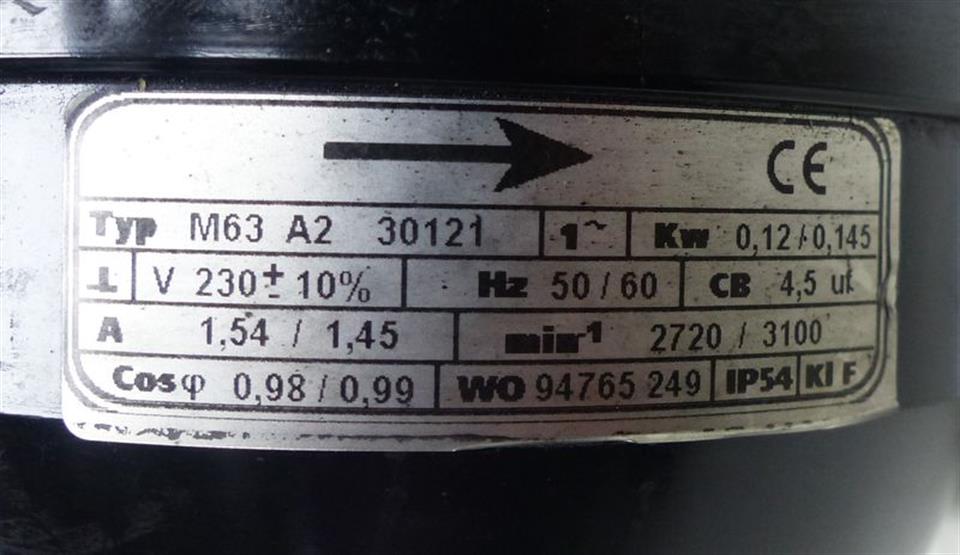 CE
Typ M63 A2 30121 1~ Kw 0,12/0,145
V 230 ± 10% Hz 50 / 60 CB 4,5 uf
A 1,54 / 1,45 min-1 2720 / 3100
Cosφ 0,98 / 0,99 WO 94765 249 IP54 Kl F